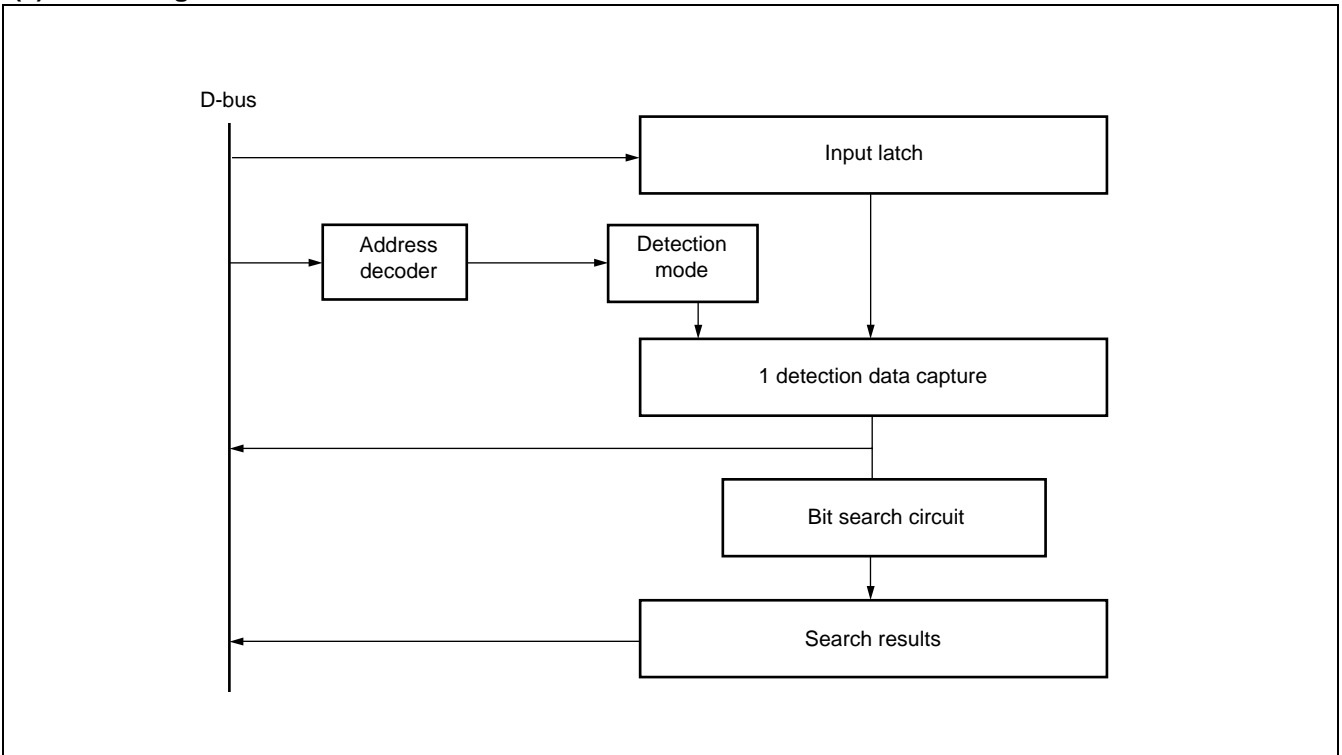 D-bus
Input latch
Address
decoder
Detection
mode
1 detection data capture
Bit search circuit
Search results